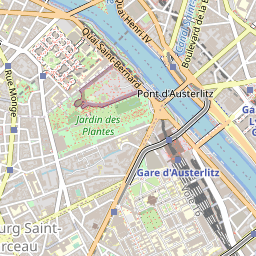 Quai Henri IV
Quai Saint-Bernard
Boulevard de la B
Rue Monge
Pont d'Austerlitz
Jardin des
Plantes
Gare d'Austerlitz
urg Saint-
rceau